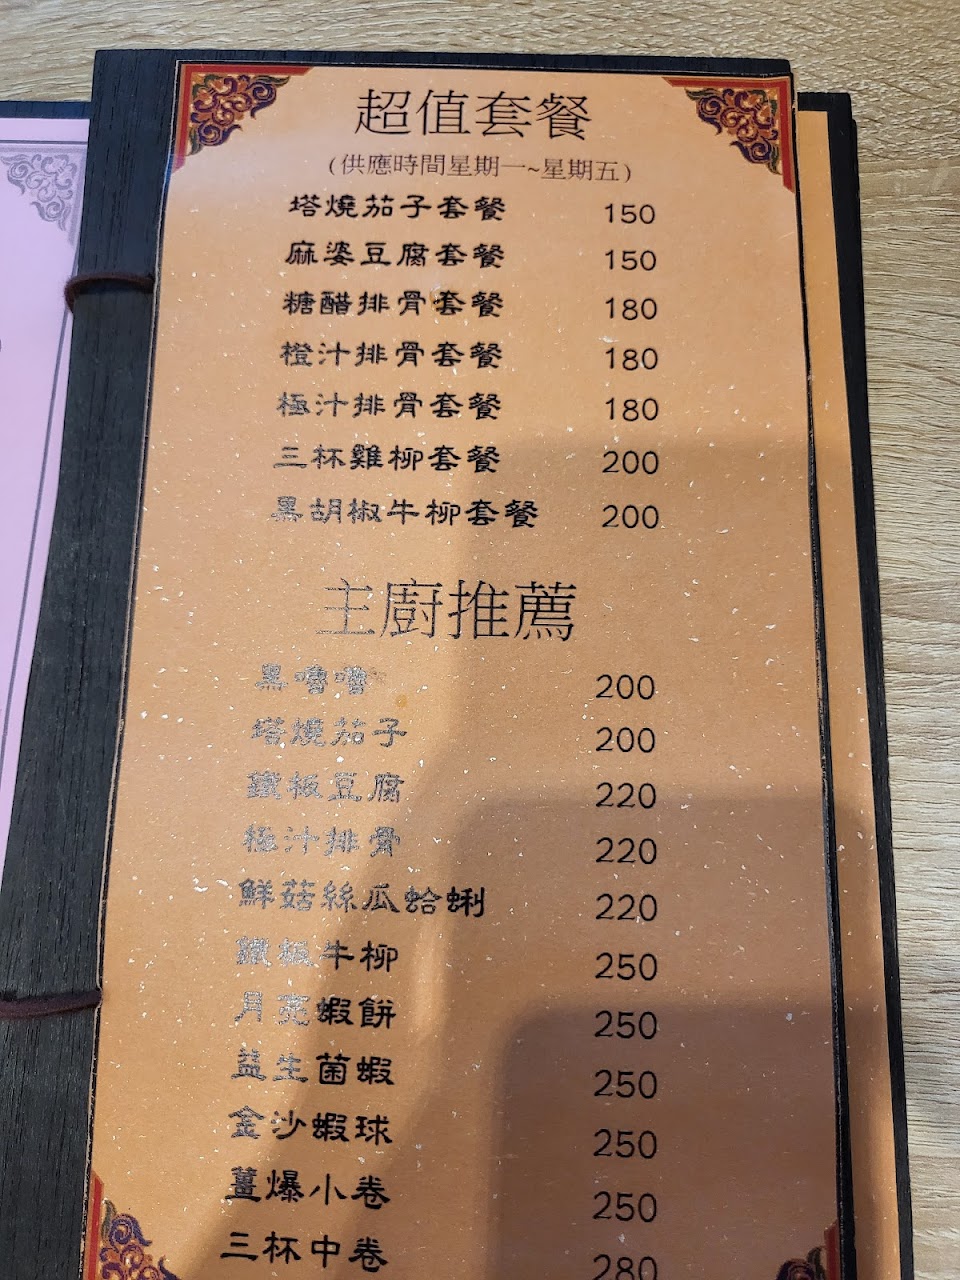 超值套餐
(供應時間星期一~星期五)
塔燒茄子套餐 150
麻婆豆腐套餐 150
糖醋排骨套餐 180
橙汁排骨套餐 180
極汁排骨套餐 180
三杯雞柳套餐 200
黑胡椒牛柳套餐 200
主廚推薦
黑嚕嚕 200
塔燒茄子 200
鐵板豆腐 220
極汁排骨 220
鮮菇絲瓜蛤蜊 220
鐵板牛柳 250
月亮蝦餅 250
益生菌蝦 250
金沙蝦球 250
薑爆小卷 250
三杯中卷 280